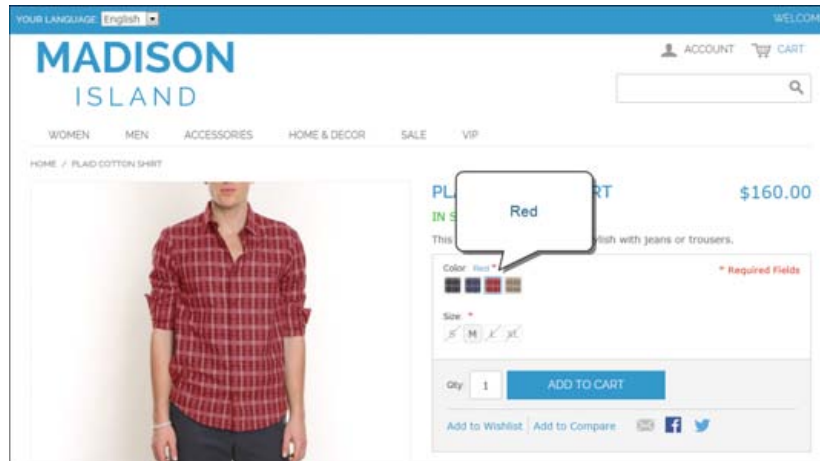 YOUR LANGUAGE: English
WELCOM
MADISON
ISLAND
ACCOUNT
CART
WOMEN
MEN
ACCESSORIES
HOME & DECOR
SALE
VIP
HOME / PLAID COTTON SHIRT
PL
RT
$160.00
IN S
Red
This
ylish with jeans or trousers.
Color: Red *
* Required Fields
Size: *
S M L XL
Qty: 1
ADD TO CART
Add to Wishlist
Add to Compare